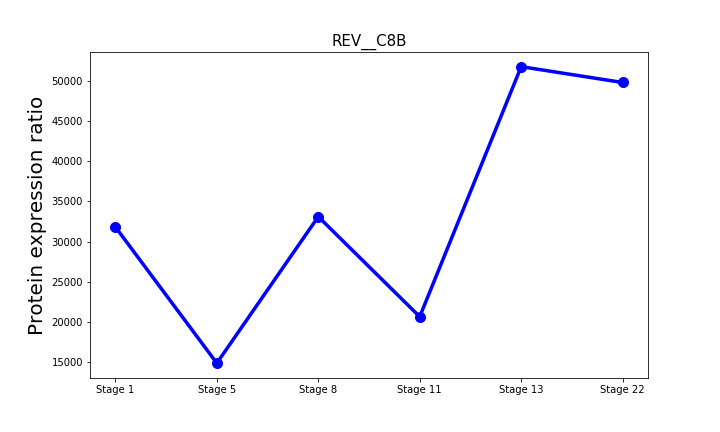 REV__C8B
Protein expression ratio
50000
45000
40000
35000
30000
25000
20000
15000
Stage 1 Stage 5 Stage 8 Stage 11 Stage 13 Stage 22